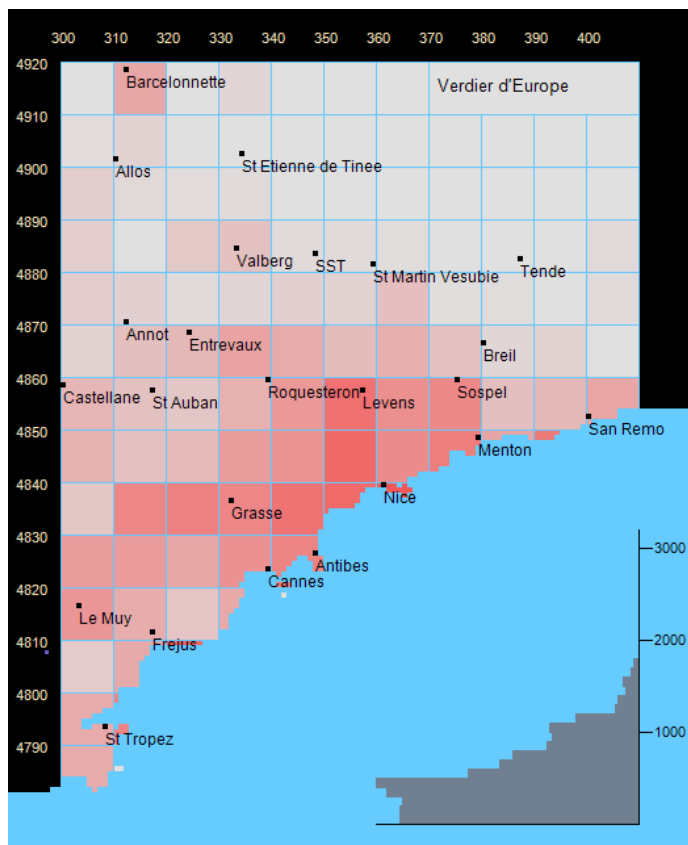 300 310 320 330 340 350 360 370 380 390 400
4920
Verdier d'Europe
Barcelonnette
4910
4900
St Etienne de Tinee
Allos
4890
Valberg
SST
St Martin Vesubie
Tende
4880
4870
Annot
Entrevaux
Breil
4860
Castellane
St Auban
Roquesteron
Levens
Sospel
4850
San Remo
Menton
4840
Nice
Grasse
4830
3000
Antibes
Cannes
4820
Le Muy
Frejus
4810
2000
4800
St Tropez
1000
4790
0